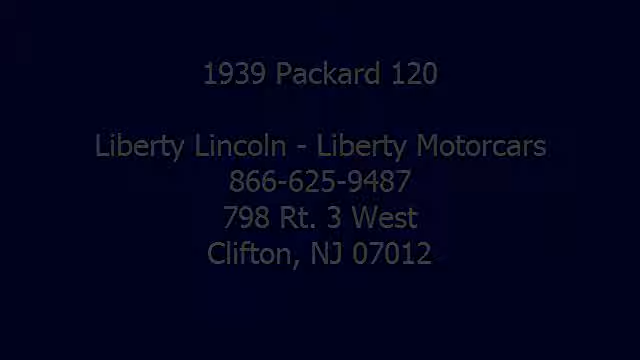 1939 Packard 120
Liberty Lincoln - Liberty Motorcars
866-625-9487
798 Rt. 3 West
Clifton, NJ 07012